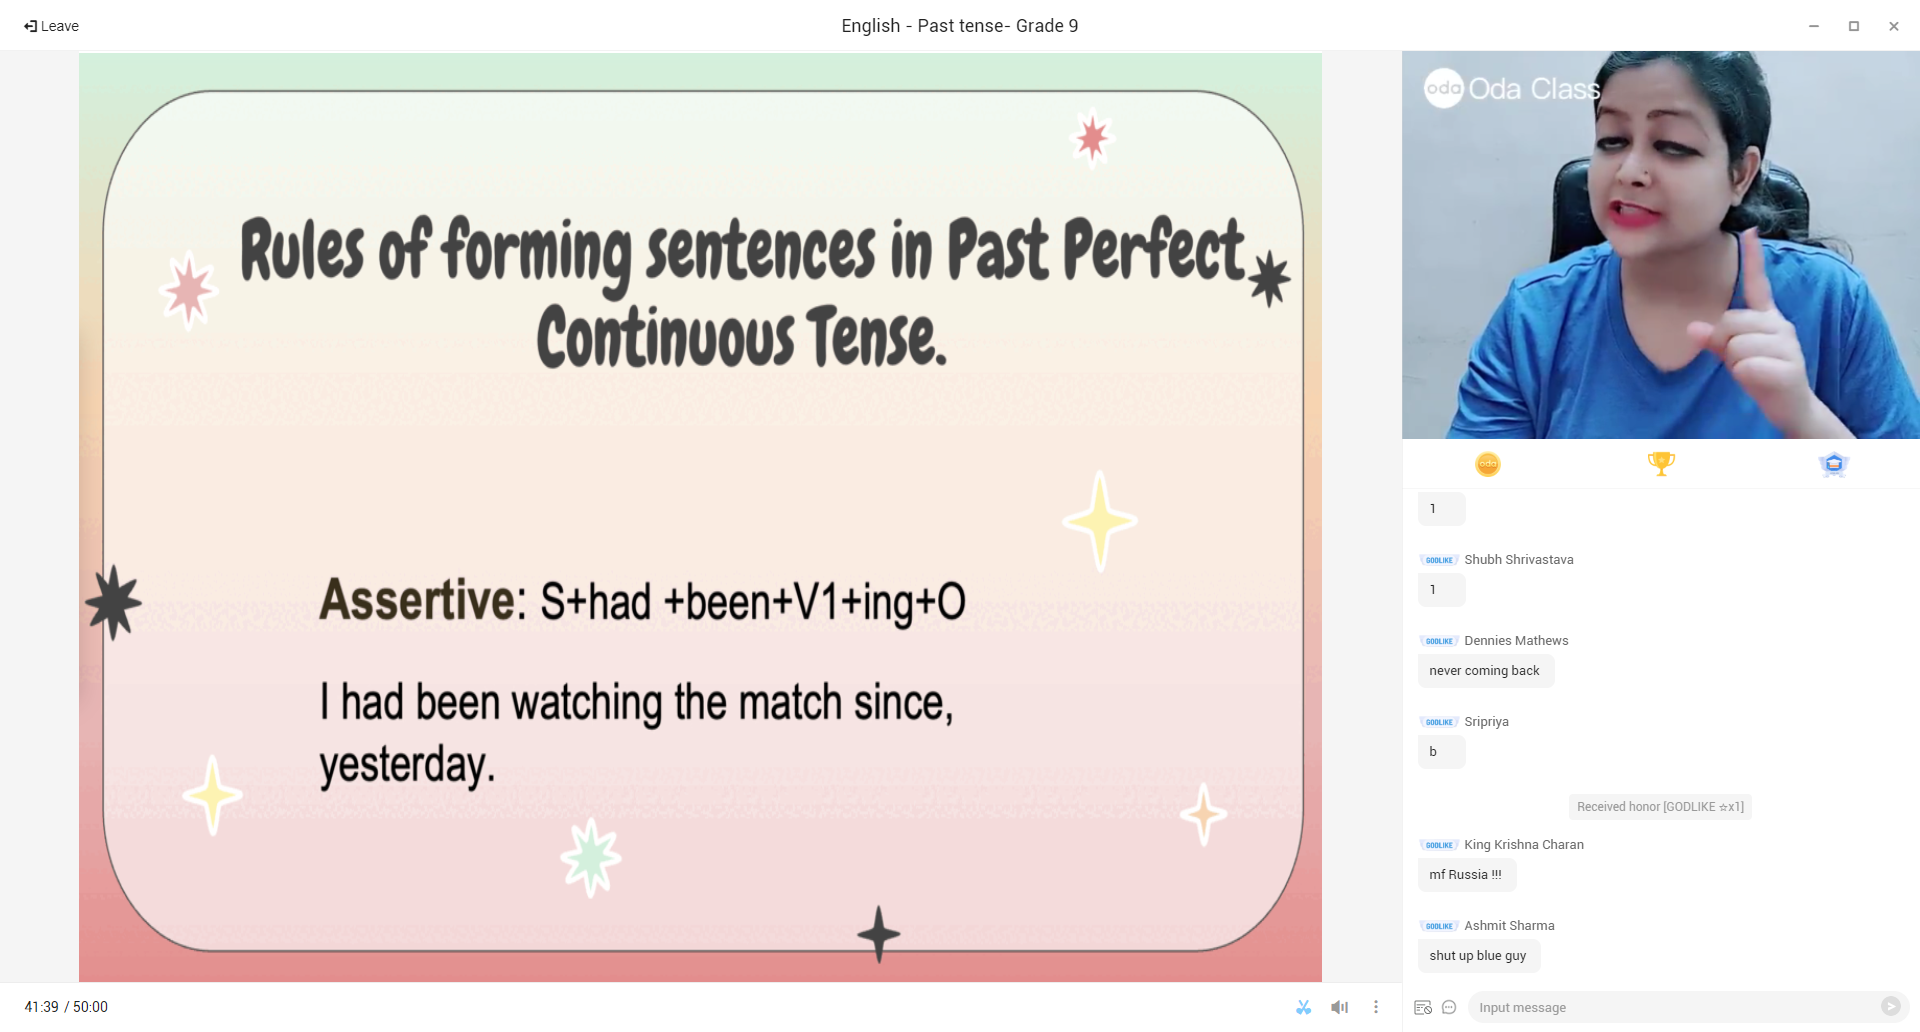 Leave
English - Past tense- Grade 9
Rules of forming sentences in Past Perfect
Continuous Tense.
Assertive: S+had +been+V1+ing+O
I had been watching the match since,
yesterday.
41:39 / 50:00
oda Oda Class
oda
1
GODLIKE Shubh Shrivastava
1
GODLIKE Dennies Mathews
never coming back
GODLIKE Sripriya
b
Received honor [GODLIKE ☆x1]
GODLIKE King Krishna Charan
mf Russia !!!
GODLIKE Ashmit Sharma
shut up blue guy
Input message